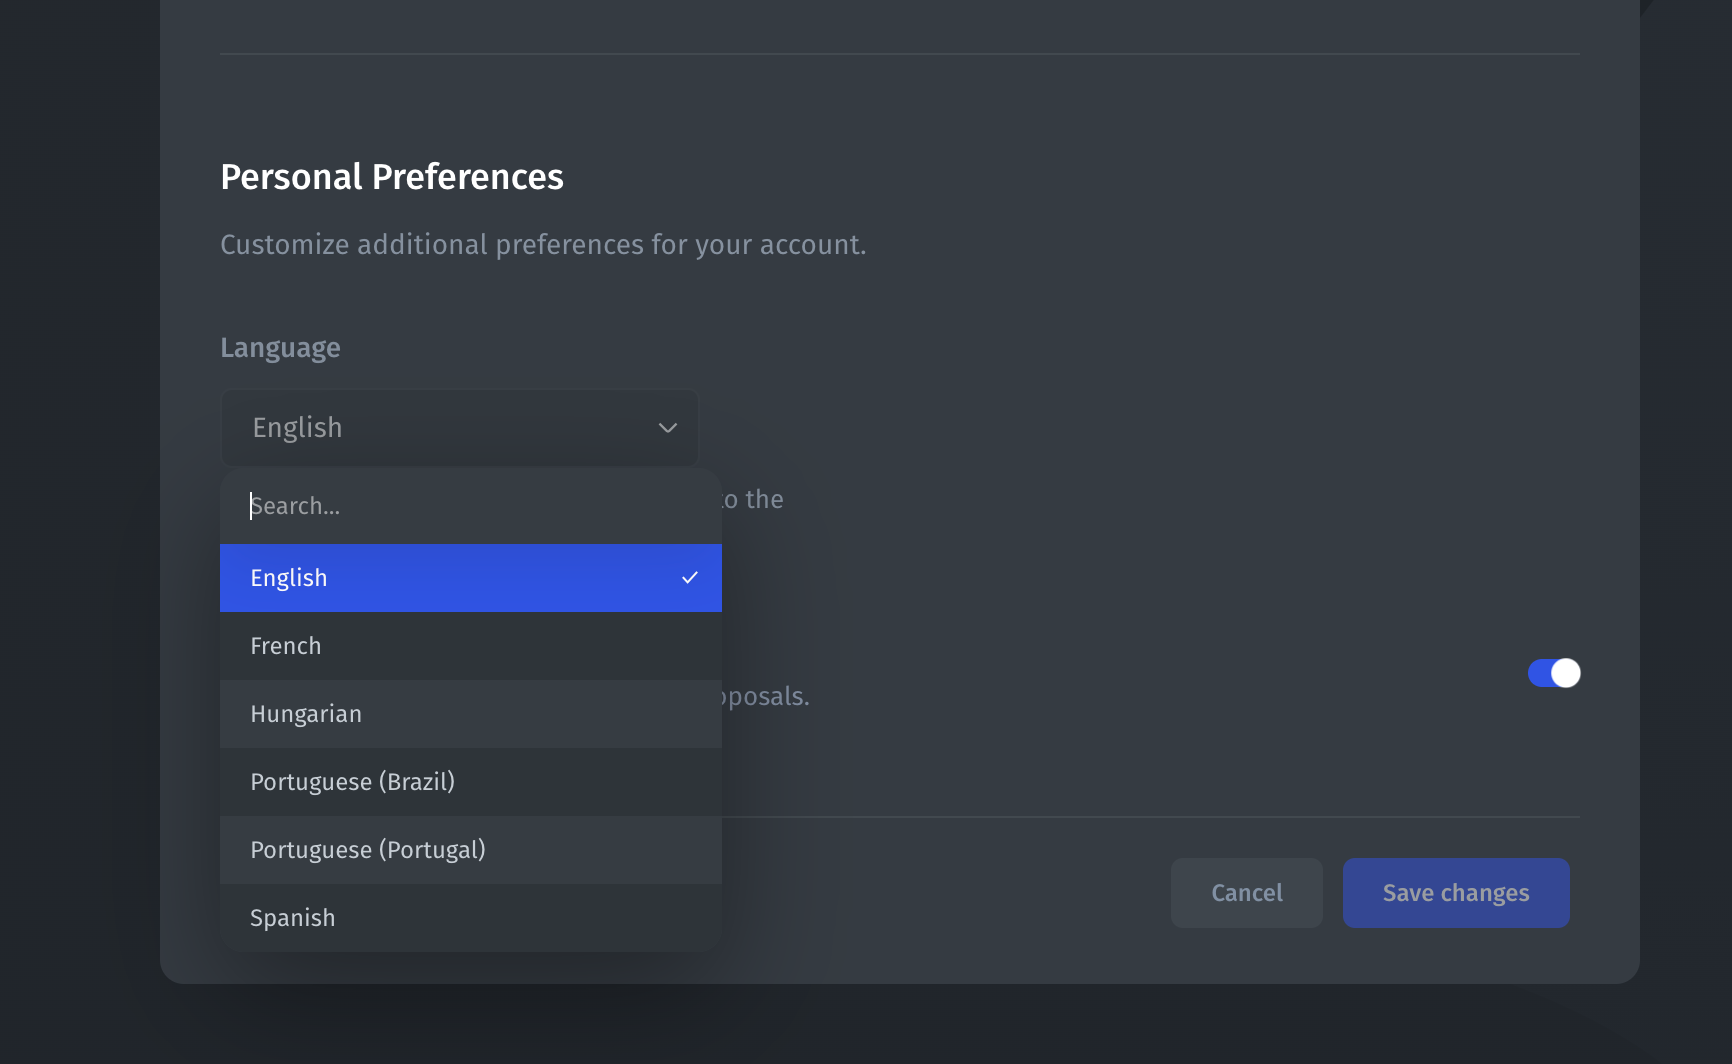 Personal Preferences
Customize additional preferences for your account.
Language
English
Search...
to the
English
French
Hungarian
posals.
Portuguese (Brazil)
Portuguese (Portugal)
Spanish
Cancel
Save changes